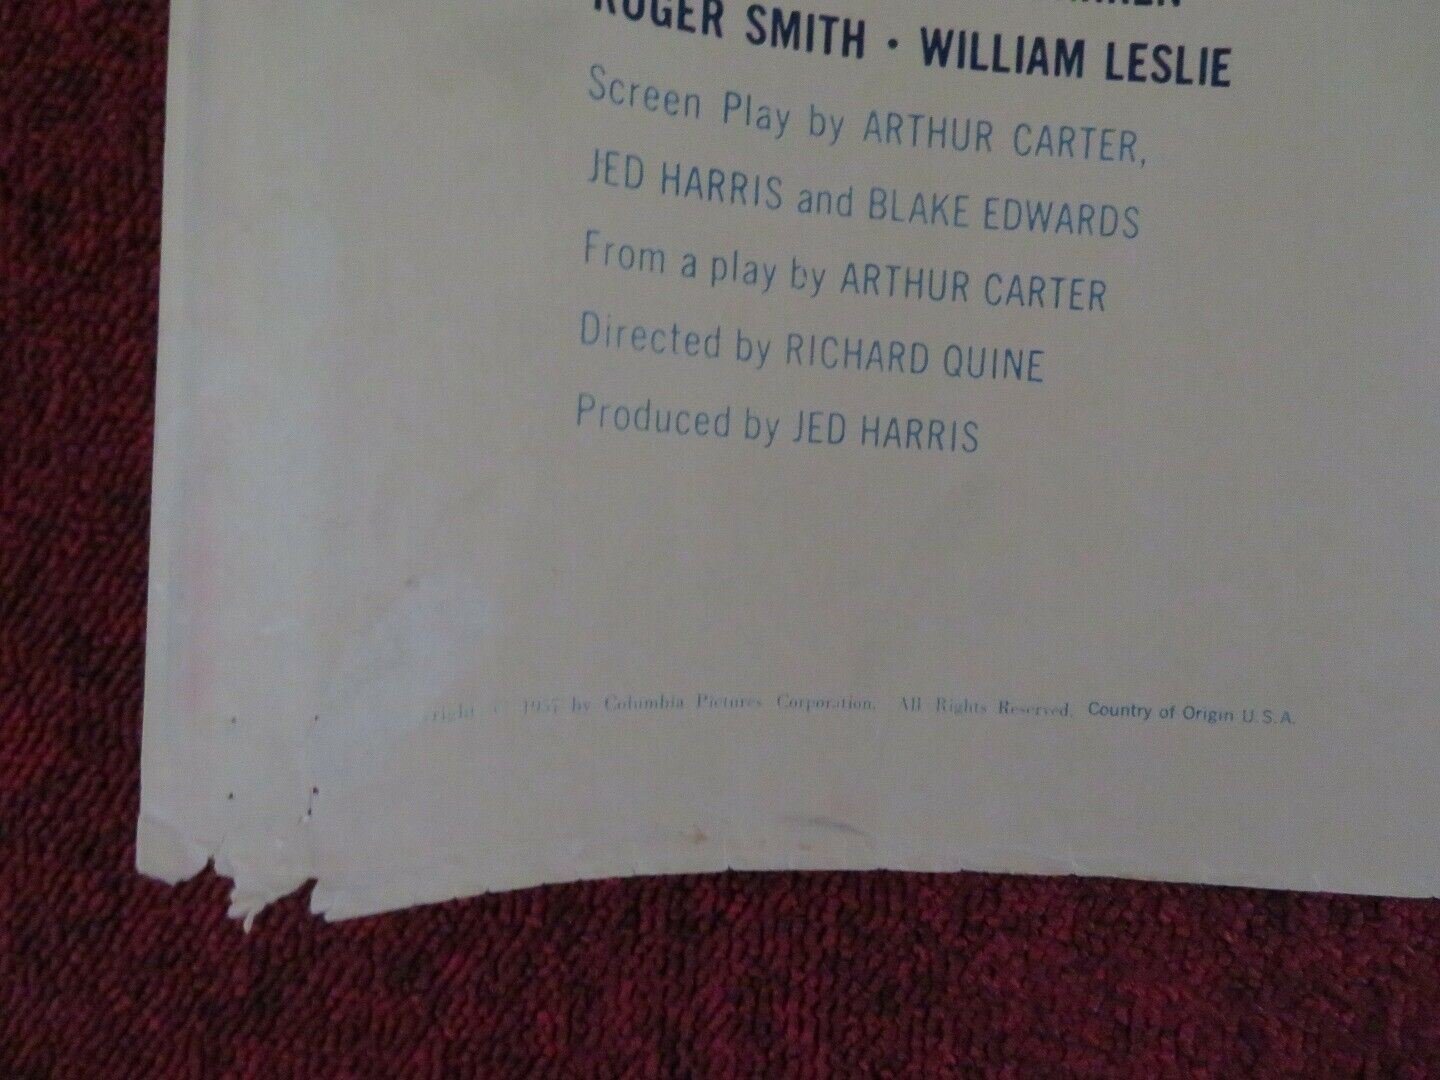 ROGER SMITH • WILLIAM LESLIE
Screen Play by ARTHUR CARTER,
JED HARRIS and BLAKE EDWARDS
From a play by ARTHUR CARTER
Directed by RICHARD QUINE
Produced by JED HARRIS
© 1957 by Columbia Pictures Corporation. All Rights Reserved. Country of Origin U.S.A.